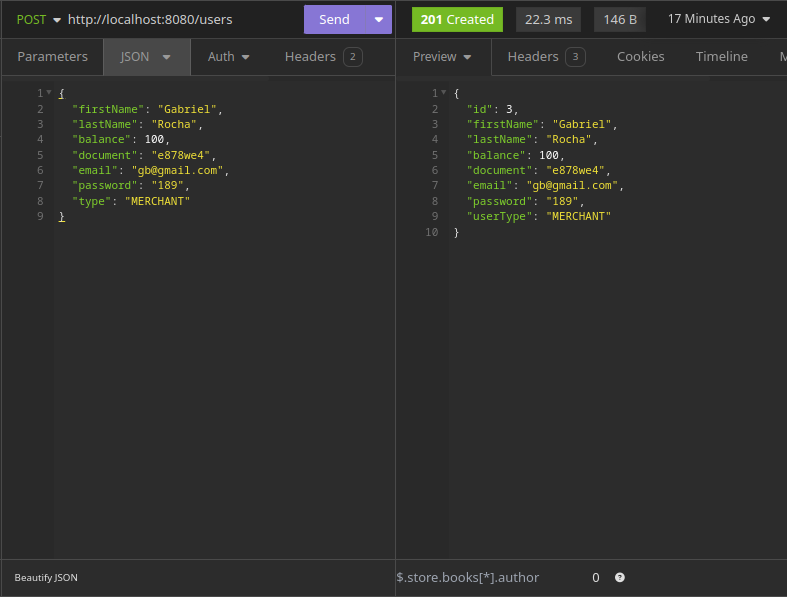 POST http://localhost:8080/users Send
Parameters JSON Auth Headers 2
1 {
2 "firstName": "Gabriel",
3 "lastName": "Rocha",
4 "balance": 100,
5 "document": "e878we4",
6 "email": "gb@gmail.com",
7 "password": "189",
8 "type": "MERCHANT"
9 }
Beautify JSON
201 Created 22.3 ms 146 B 17 Minutes Ago
Preview Headers 3 Cookies Timeline M
1 {
2 "id": 3,
3 "firstName": "Gabriel",
4 "lastName": "Rocha",
5 "balance": 100,
6 "document": "e878we4",
7 "email": "gb@gmail.com",
8 "password": "189",
9 "userType": "MERCHANT"
10 }
$.store.books[*].author 0 ?